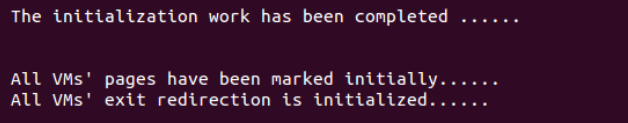 The initialization work has been completed ......
All VMs' pages have been marked initially......
All VMs' exit redirection is initialized......